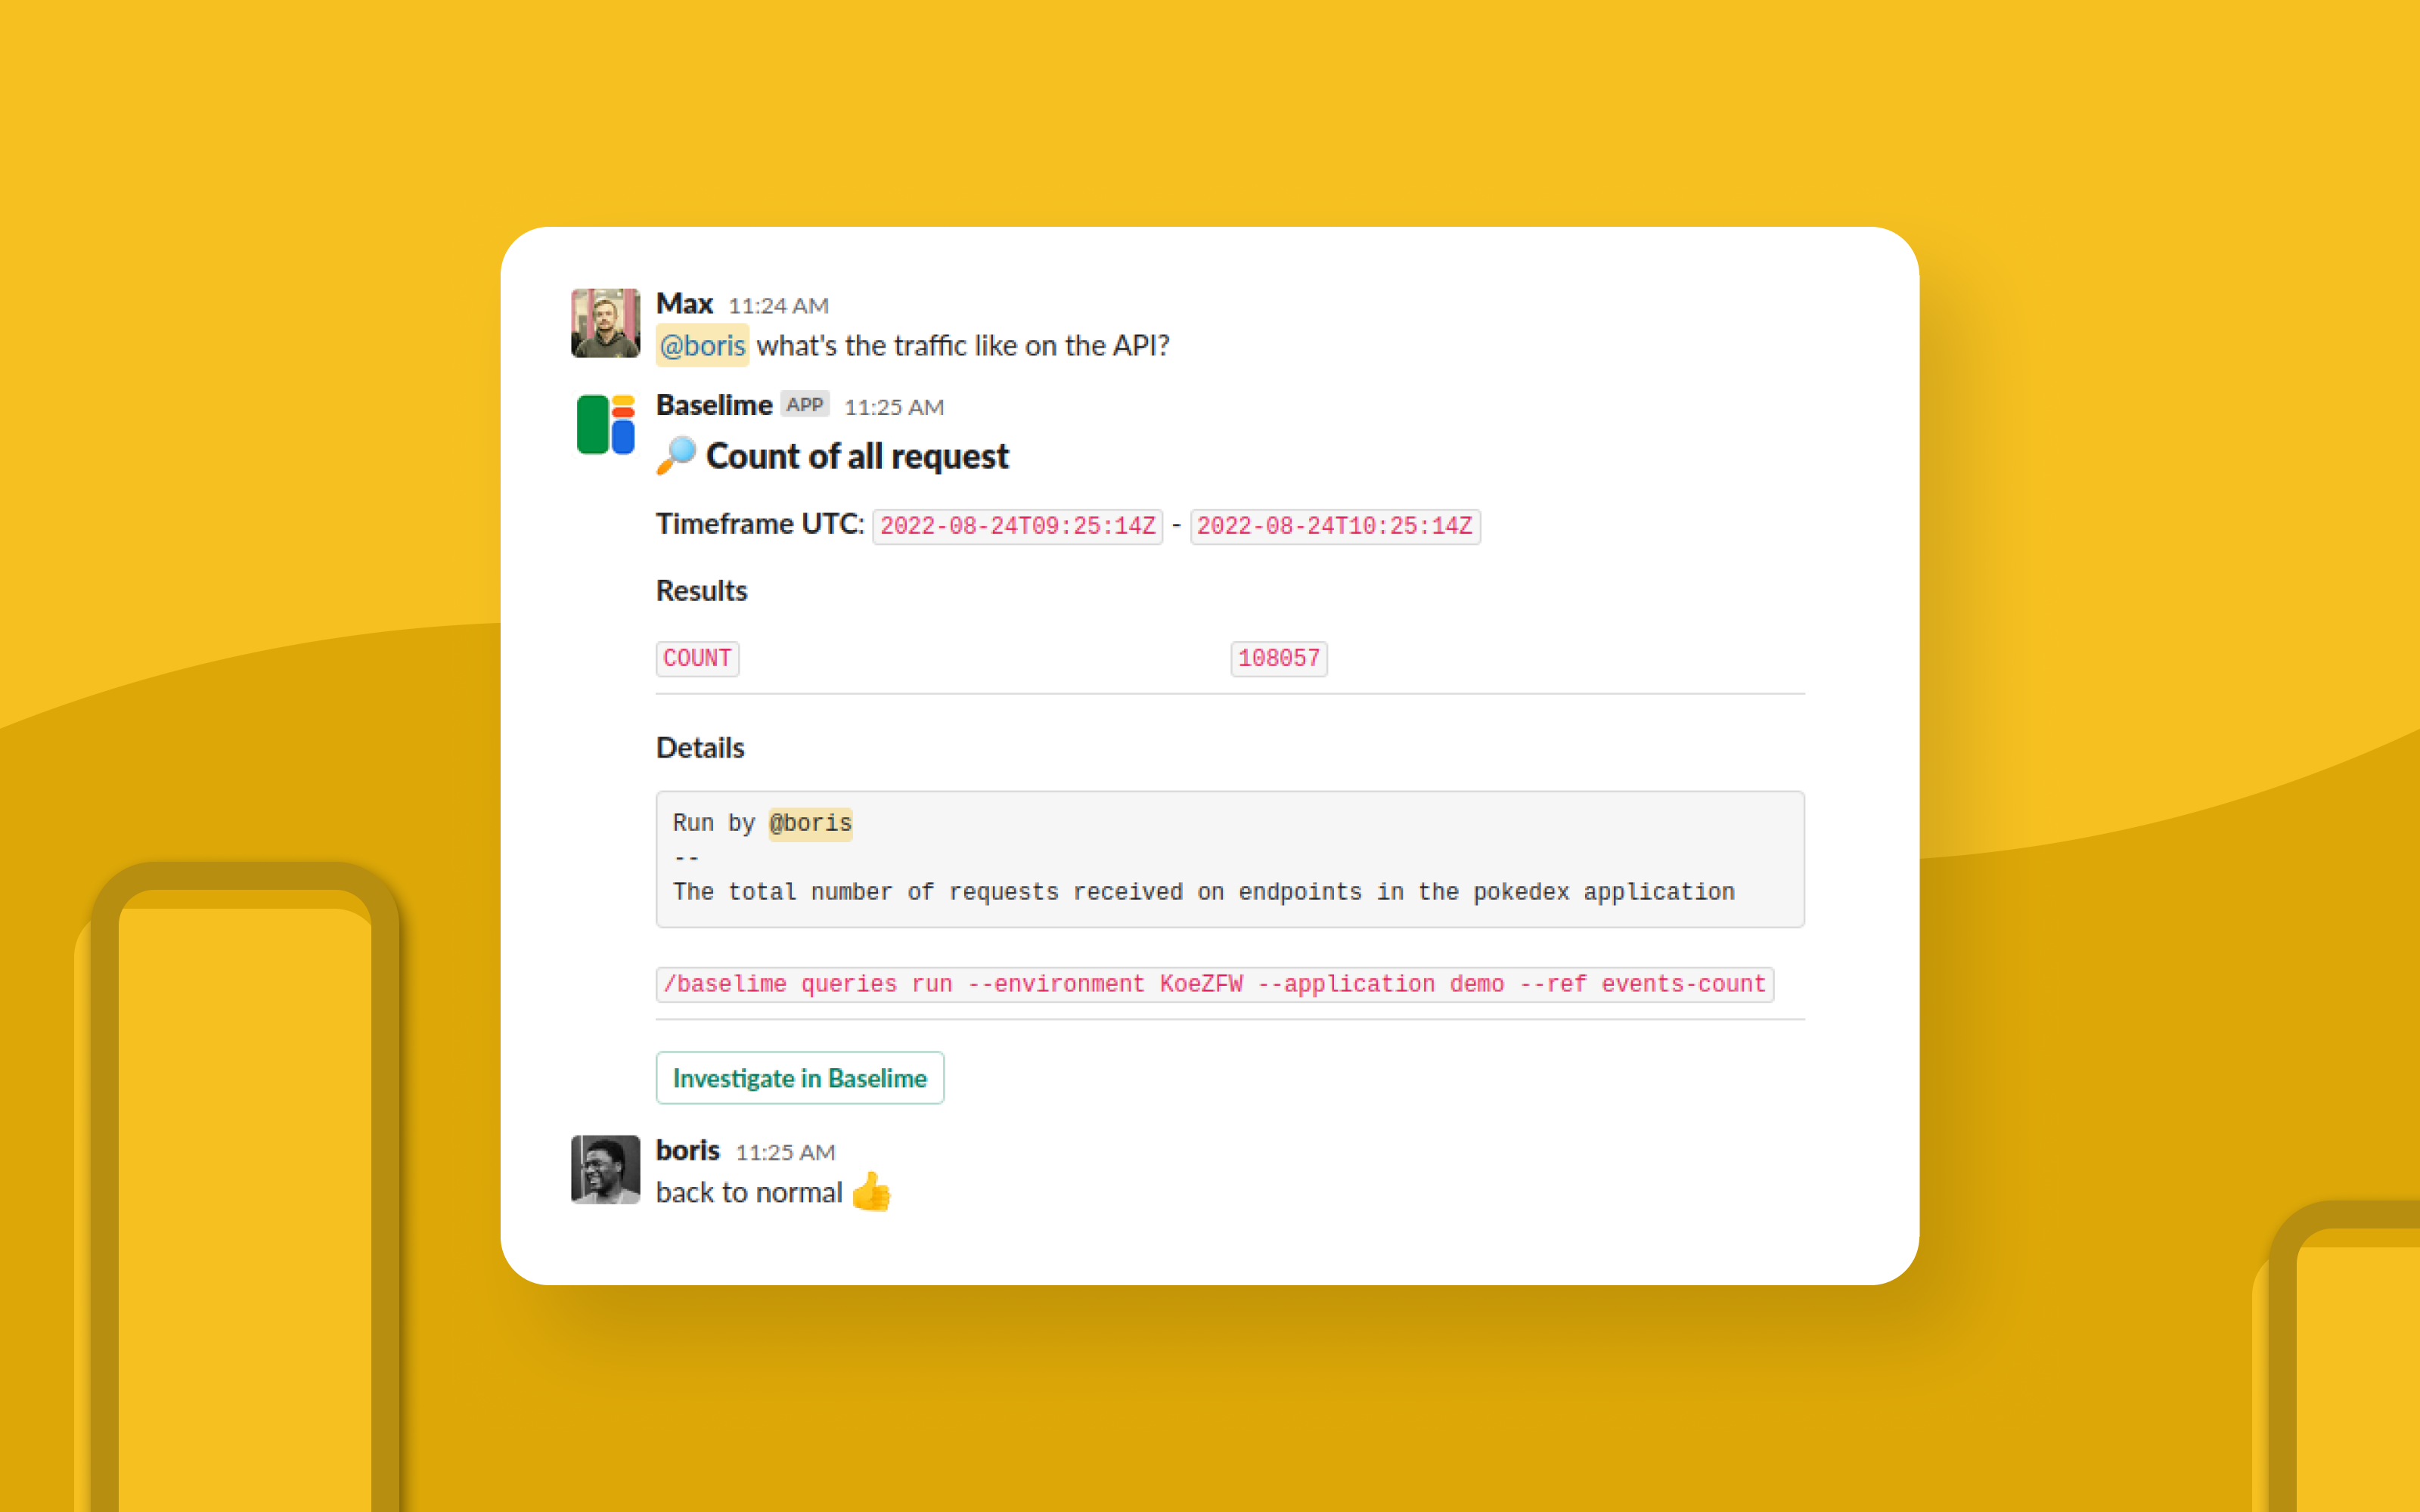 Max 11:24 AM
@boris what's the traffic like on the API?
Baselime APP 11:25 AM
🔎 Count of all request
Timeframe UTC: 2022-08-24T09:25:14Z - 2022-08-24T10:25:14Z
Results
COUNT 108057
Details
Run by @boris
--
The total number of requests received on endpoints in the pokedex application
/baselime queries run --environment KoeZFW --application demo --ref events-count
Investigate in Baselime
boris 11:25 AM
back to normal 👍